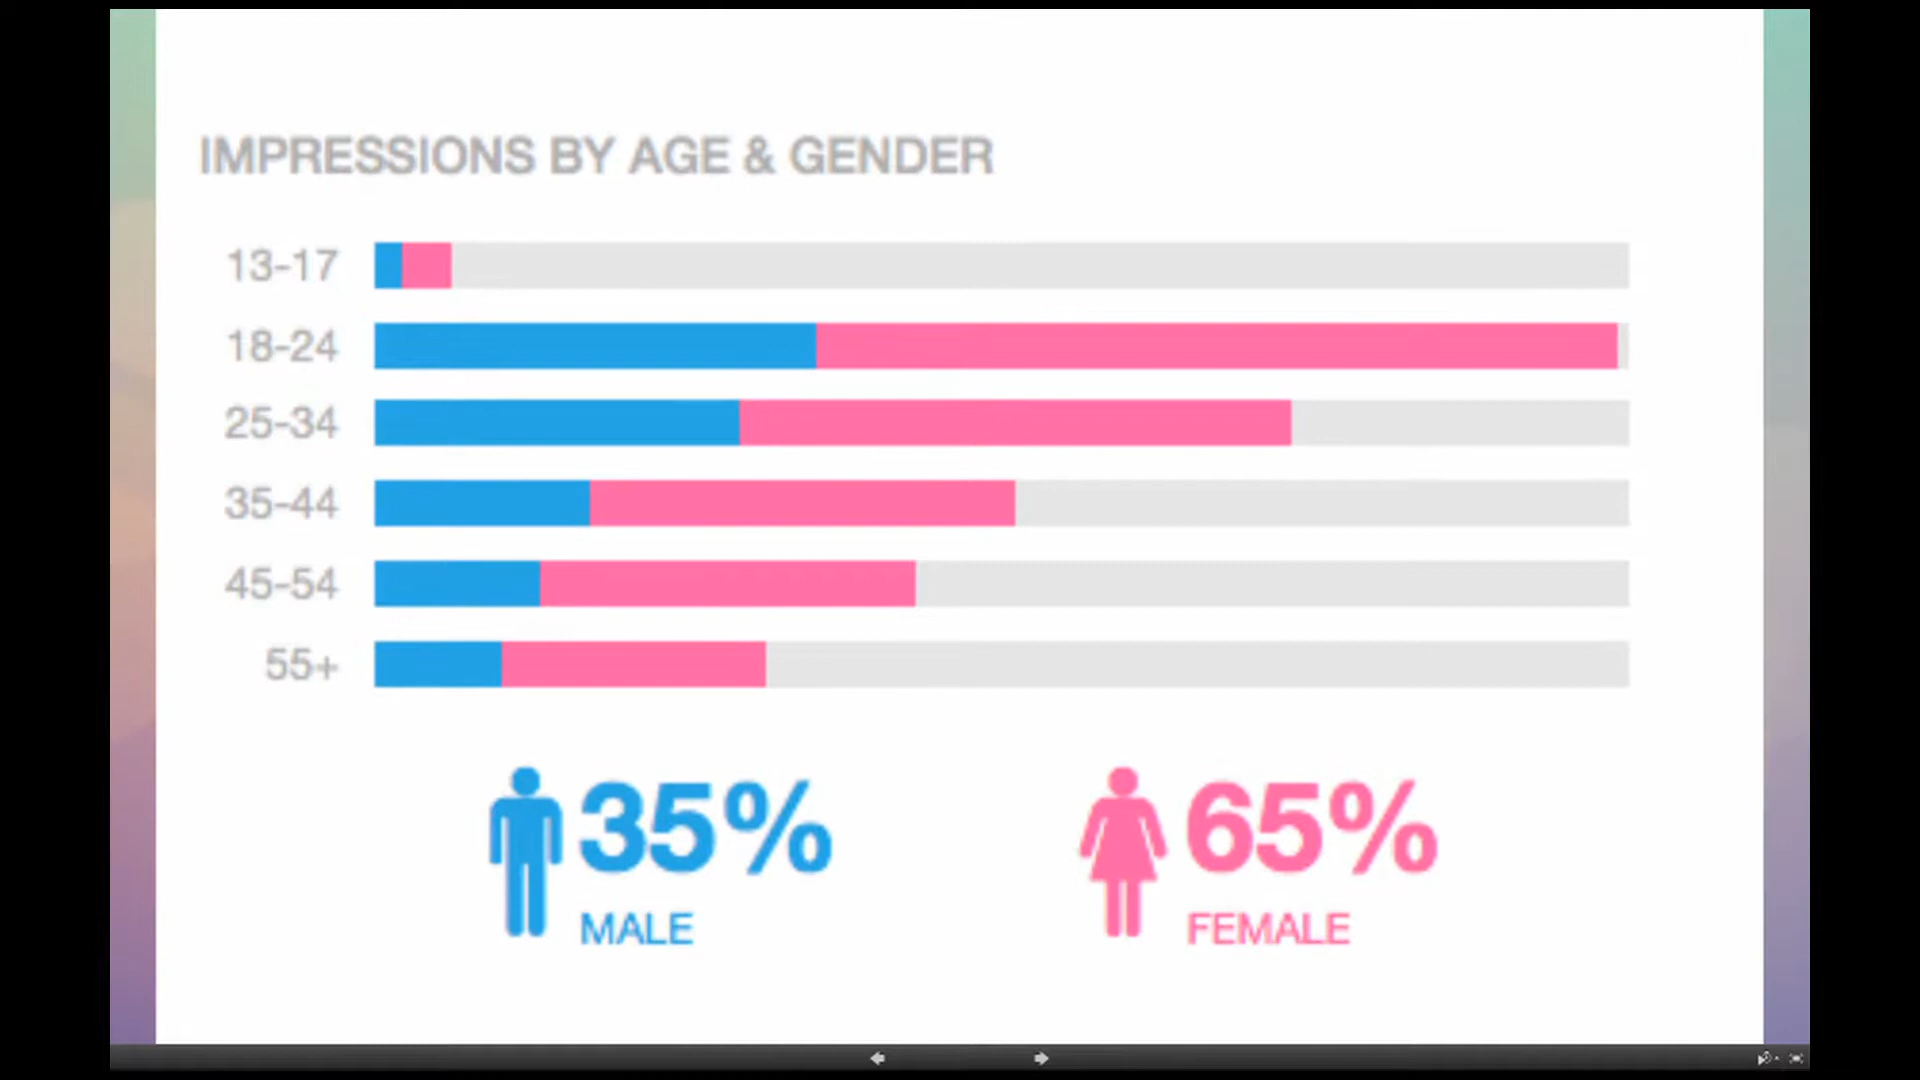 IMPRESSIONS BY AGE & GENDER
13-17
18-24
25-34
35-44
45-54
55+
35%
MALE
65%
FEMALE